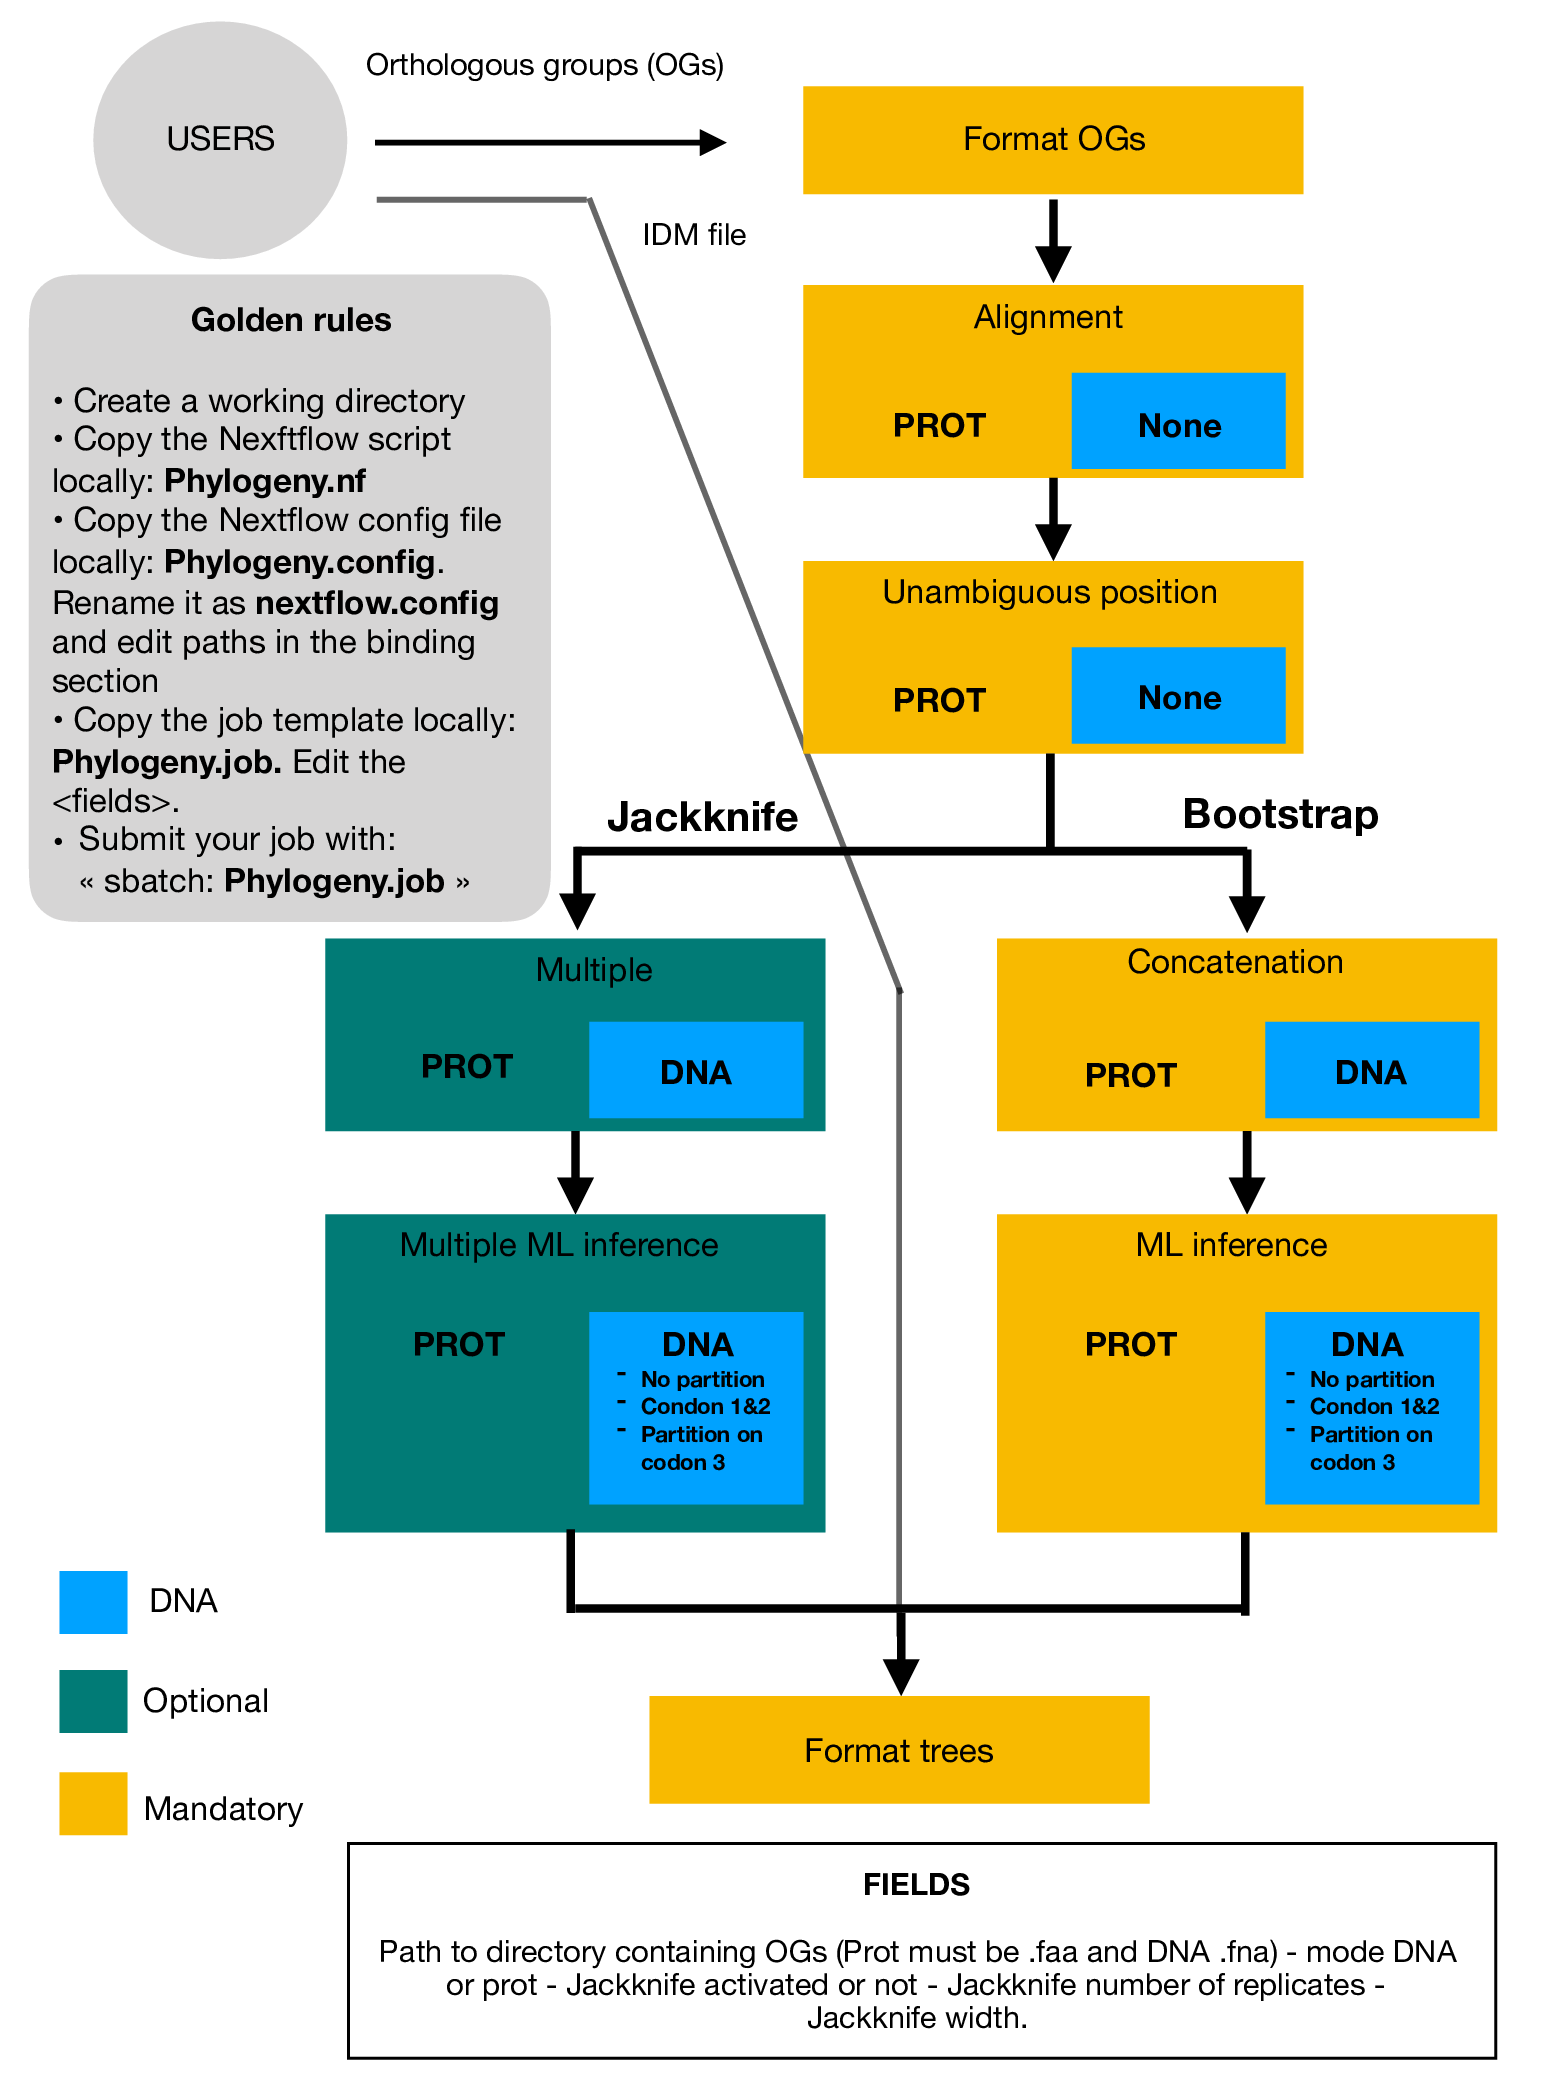 Orthologous groups (OGs)
USERS
Format OGs
IDM file
Golden rules
• Create a working directory
• Copy the Nexftflow script
locally: Phylogeny.nf
• Copy the Nextflow config file
locally: Phylogeny.config.
Rename it as nextflow.config
and edit paths in the binding
section
• Copy the job template locally:
Phylogeny.job. Edit the
<fields>.
• Submit your job with:
« sbatch: Phylogeny.job »
Alignment
PROT
None
Unambiguous position
PROT
None
Jackknife
Bootstrap
Multiple
PROT
DNA
Concatenation
PROT
DNA
Multiple ML inference
PROT
DNA
- No partition
- Condon 1&2
- Partition on
codon 3
ML inference
PROT
DNA
- No partition
- Condon 1&2
- Partition on
codon 3
DNA
Optional
Mandatory
Format trees
FIELDS
Path to directory containing OGs (Prot must be .faa and DNA .fna) - mode DNA
or prot - Jackknife activated or not - Jackknife number of replicates -
Jackknife width.